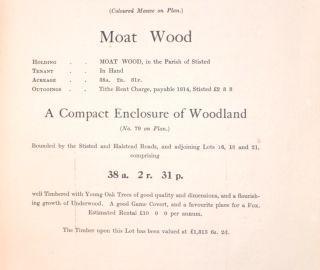 (Coloured Mauve on Plan.)
Moat Wood
HOLDING . . MOAT WOOD, in the Parish of Stisted
TENANT . . In Hand
ACREAGE . . 38a. 2r. 31p.
OUTGOINGS . . Tithe Rent Charge, payable 1914, Stisted £2 8 8
A Compact Enclosure of Woodland
(No. 79 on Plan.)
Bounded by the Stisted and Halstead Roads, and adjoining Lots 16, 18 and 21,
comprising
38 a. 2 r. 31 p.
well Timbered with Young Oak Trees of good quality and dimensions, and a flourish-
ing growth of Underwood. A good Game Covert, and a favourite place for a Fox.
Estimated Rental £10 0 0 per annum.
The Timber upon this Lot has been valued at £1,815 6s. 2d.